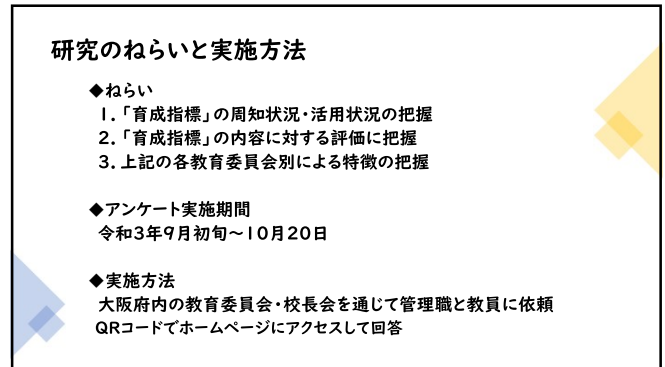 研究のねらいと実施方法
◆ねらい
1.「育成指標」の周知状況・活用状況の把握
2.「育成指標」の内容に対する評価に把握
3.上記の各教育委員会別による特徴の把握
◆アンケート実施期間
令和3年9月初旬～10月20日
◆実施方法
大阪府内の教育委員会・校長会を通じて管理職と教員に依頼
QRコードでホームページにアクセスして回答